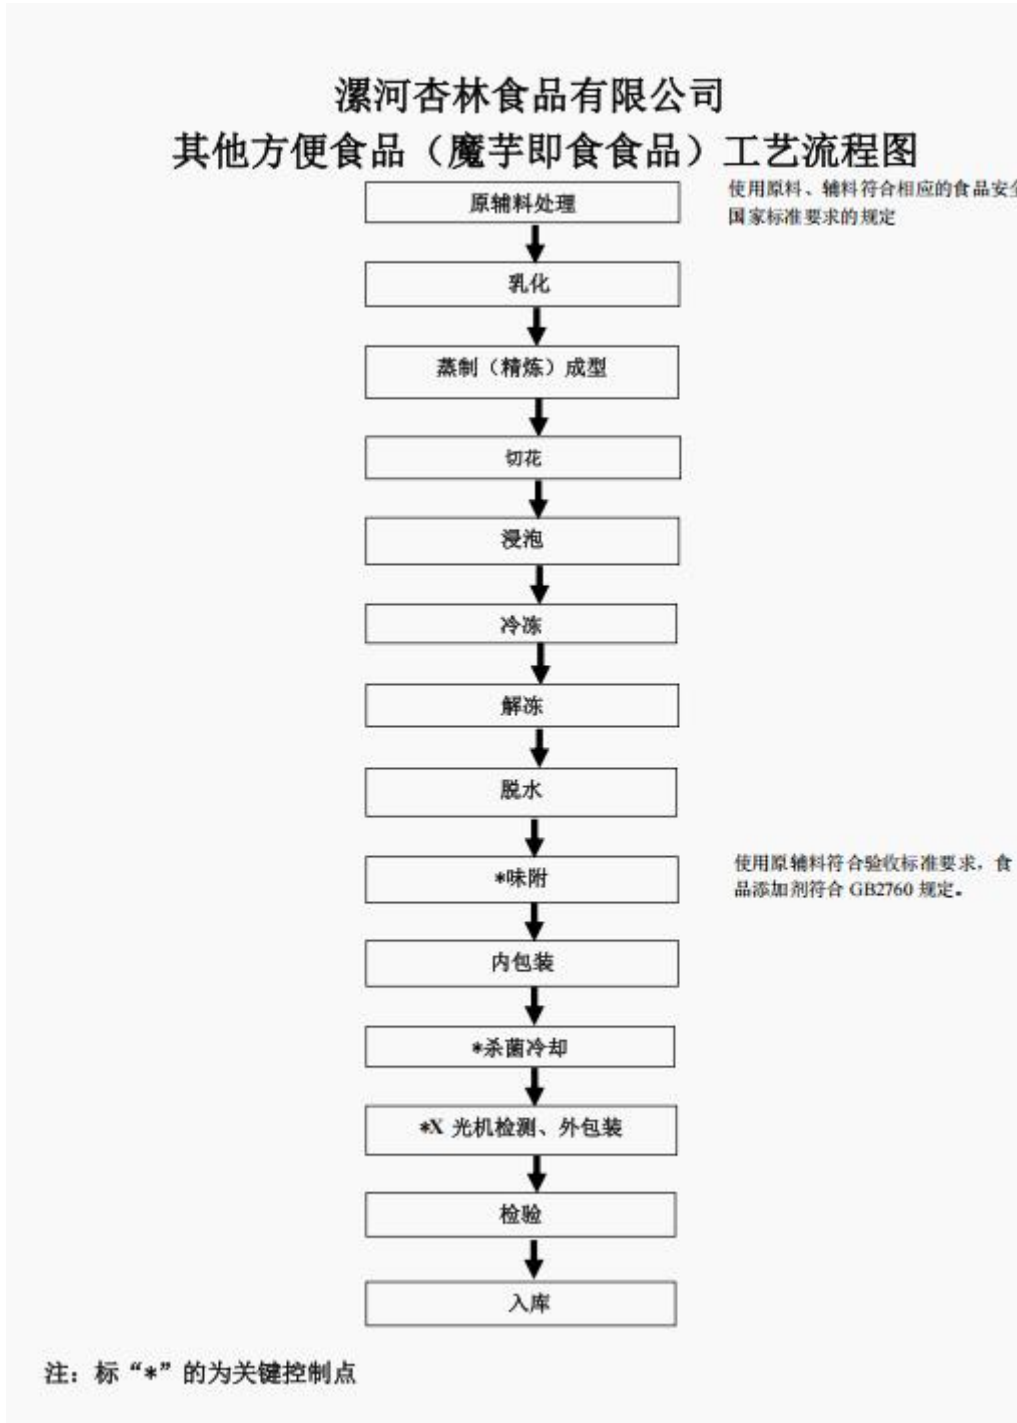 漯河杏林食品有限公司
其他方便食品（魔芋即食食品）工艺流程图
原辅料处理
使用原料、辅料符合相应的食品安全
国家标准要求的规定
乳化
蒸制（精炼）成型
切花
浸泡
冷冻
解冻
脱水
*味附
使用原辅料符合验收标准要求，食
品添加剂符合 GB2760 规定。
内包装
*杀菌冷却
*X 光机检测、外包装
检验
入库
注：标“*”的为关键控制点